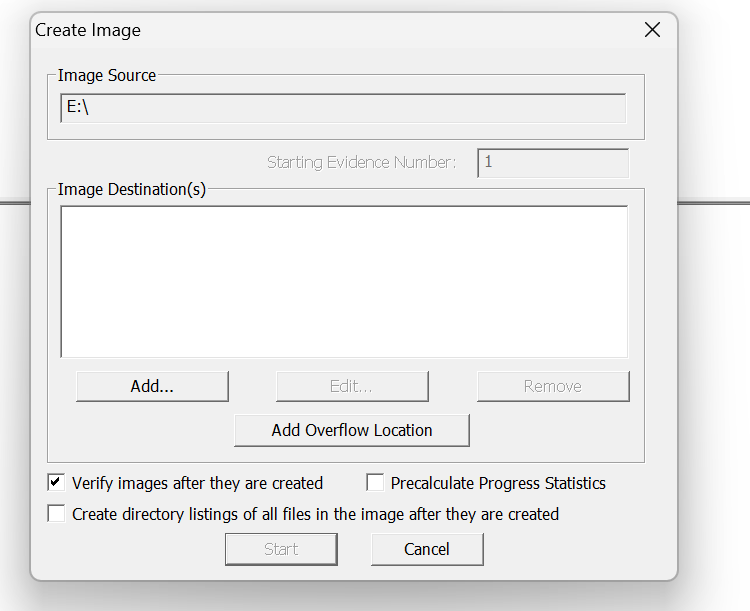 Create Image
Image Source
E:\
Starting Evidence Number: 1
Image Destination(s)
Add... Edit... Remove
Add Overflow Location
Verify images after they are created Precalculate Progress Statistics
Create directory listings of all files in the image after they are created
Start Cancel